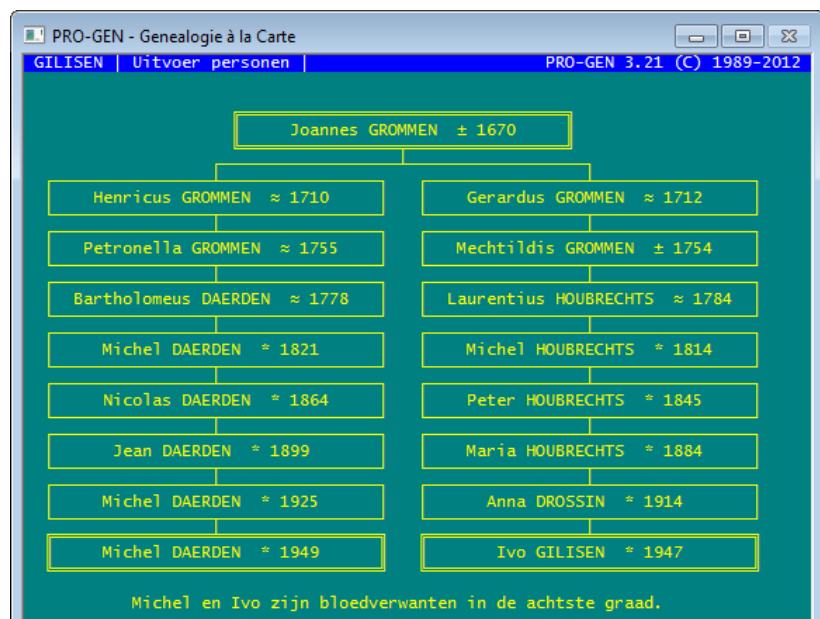 PRO-GEN - Genealogie à la Carte
GILISEN | Uitvoer personen | PRO-GEN 3.21 (C) 1989-2012
Joannes GROMMEN ± 1670
Henricus GROMMEN ≈ 1710 Gerardus GROMMEN ≈ 1712
Petronella GROMMEN ≈ 1755 Mechtildis GROMMEN ± 1754
Bartholomeus DAERDEN ≈ 1778 Laurentius HOUBRECHTS ≈ 1784
Michel DAERDEN * 1821 Michel HOUBRECHTS * 1814
Nicolas DAERDEN * 1864 Peter HOUBRECHTS * 1845
Jean DAERDEN * 1899 Maria HOUBRECHTS * 1884
Michel DAERDEN * 1925 Anna DROSSIN * 1914
Michel DAERDEN * 1949 Ivo GILISEN * 1947
Michel en Ivo zijn bloedverwanten in de achtste graad.